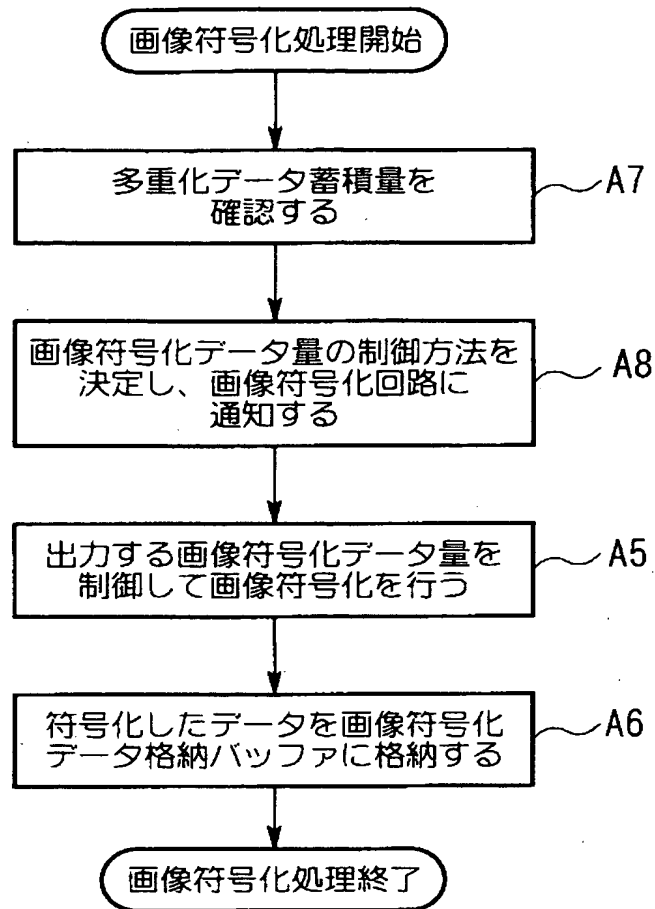 画像符号化処理開始
多重化データ蓄積量を
確認する
A7
画像符号化データ量の制御方法を
決定し、画像符号化回路に
通知する
A8
出力する画像符号化データ量を
制御して画像符号化を行う
A5
符号化したデータを画像符号化
データ格納バッファに格納する
A6
画像符号化処理終了